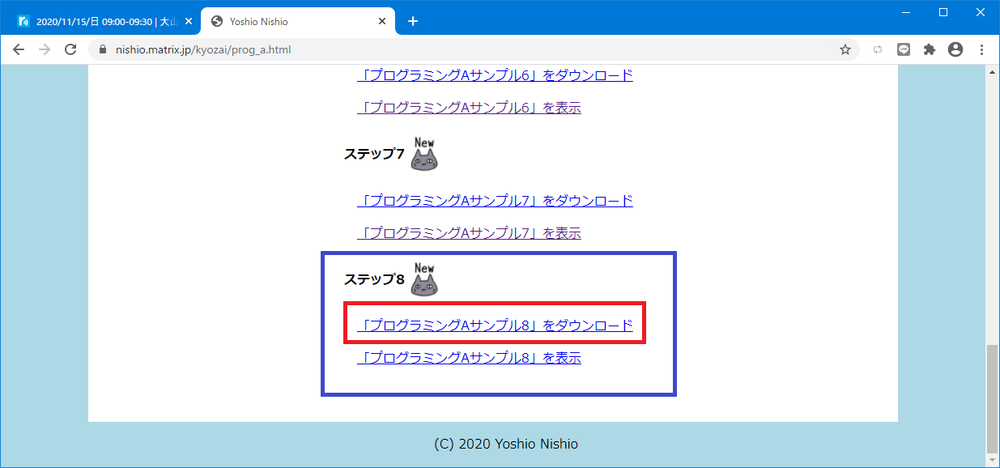 2020/11/15/日 09:00-09:30 | 大山
Yoshio Nishio
nishio.matrix.jp/kyozai/prog_a.html
「プログラミングAサンプル6」をダウンロード
「プログラミングAサンプル6」を表示
New
ステップ7
「プログラミングAサンプル7」をダウンロード
「プログラミングAサンプル7」を表示
New
ステップ8
「プログラミングAサンプル8」をダウンロード
「プログラミングAサンプル8」を表示
(C) 2020 Yoshio Nishio